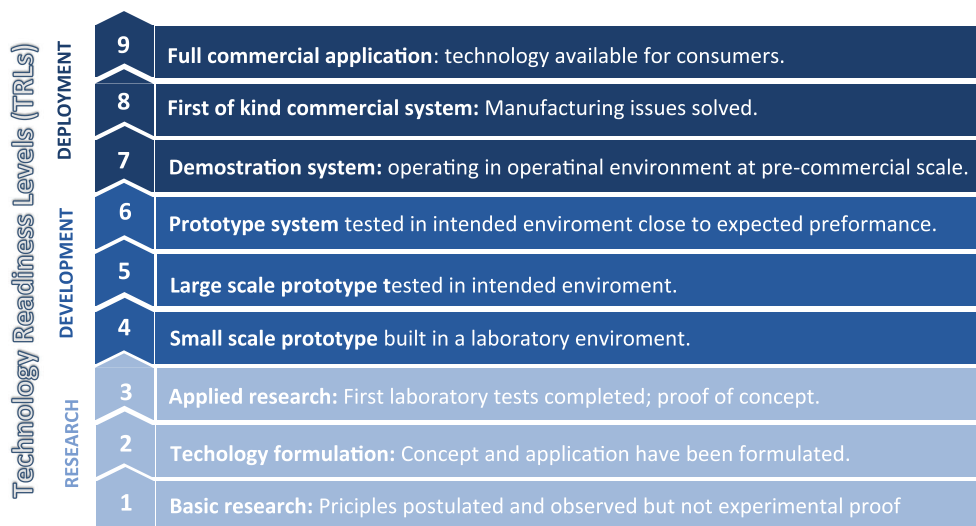 Technology Readiness Levels (TRLs)
DEPLOYMENT
9 Full commercial application: technology available for consumers.
8 First of kind commercial system: Manufacturing issues solved.
7 Demostration system: operating in operatinal environment at pre-commercial scale.
DEVELOPMENT
6 Prototype system tested in intended enviroment close to expected preformance.
5 Large scale prototype tested in intended enviroment.
4 Small scale prototype built in a laboratory enviroment.
RESEARCH
3 Applied research: First laboratory tests completed; proof of concept.
2 Techology formulation: Concept and application have been formulated.
1 Basic research: Priciples postulated and observed but not experimental proof